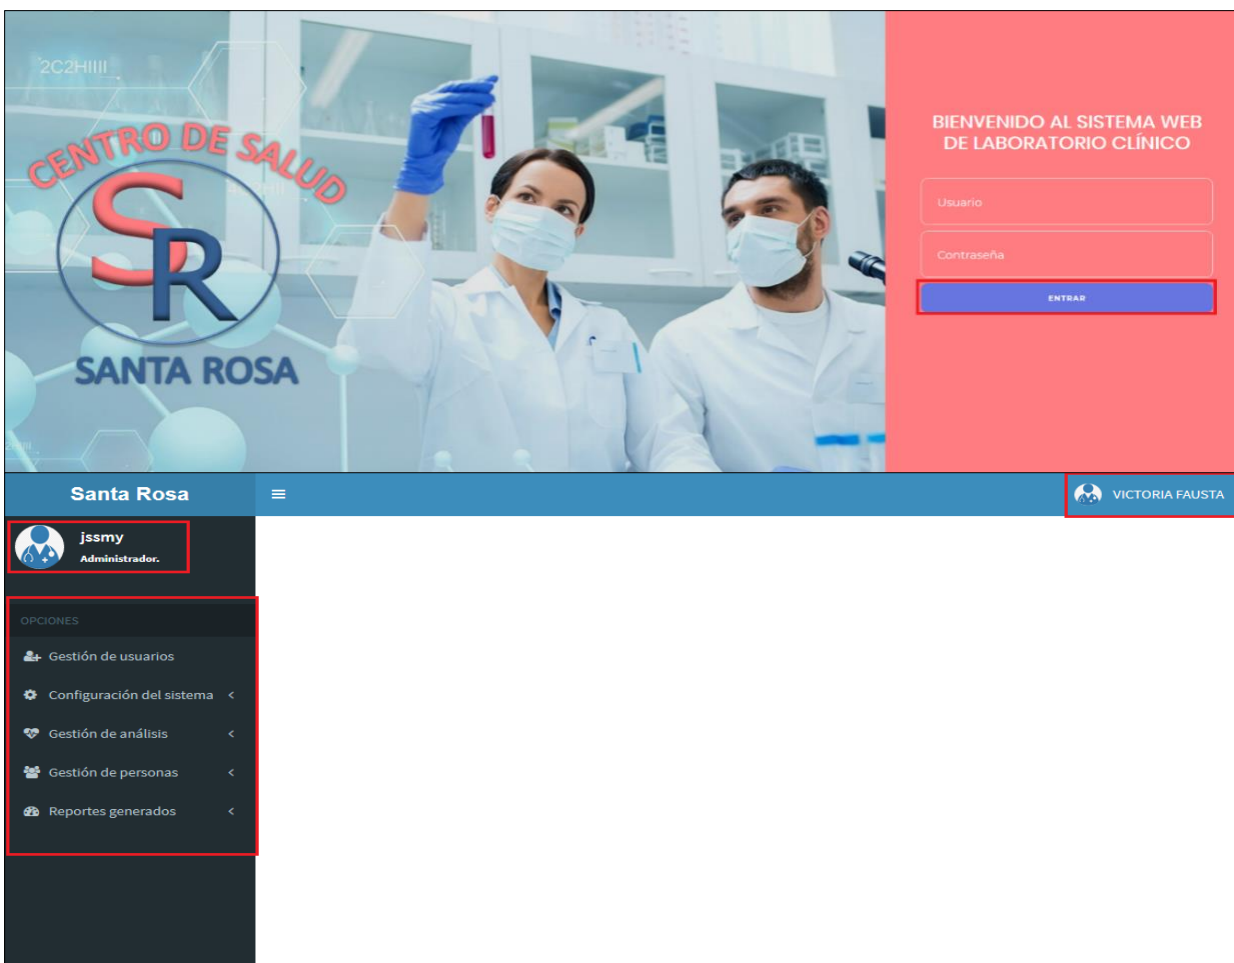 2C2HIIII
CENTRO DE SALUD
SR
SANTA ROSA
BIENVENIDO AL SISTEMA WEB
DE LABORATORIO CLÍNICO
Usuario
Contraseña
ENTRAR
Santa Rosa
VICTORIA FAUSTA
jssmy
Administrador.
OPCIONES
Gestión de usuarios
Configuración del sistema
Gestión de análisis
Gestión de personas
Reportes generados